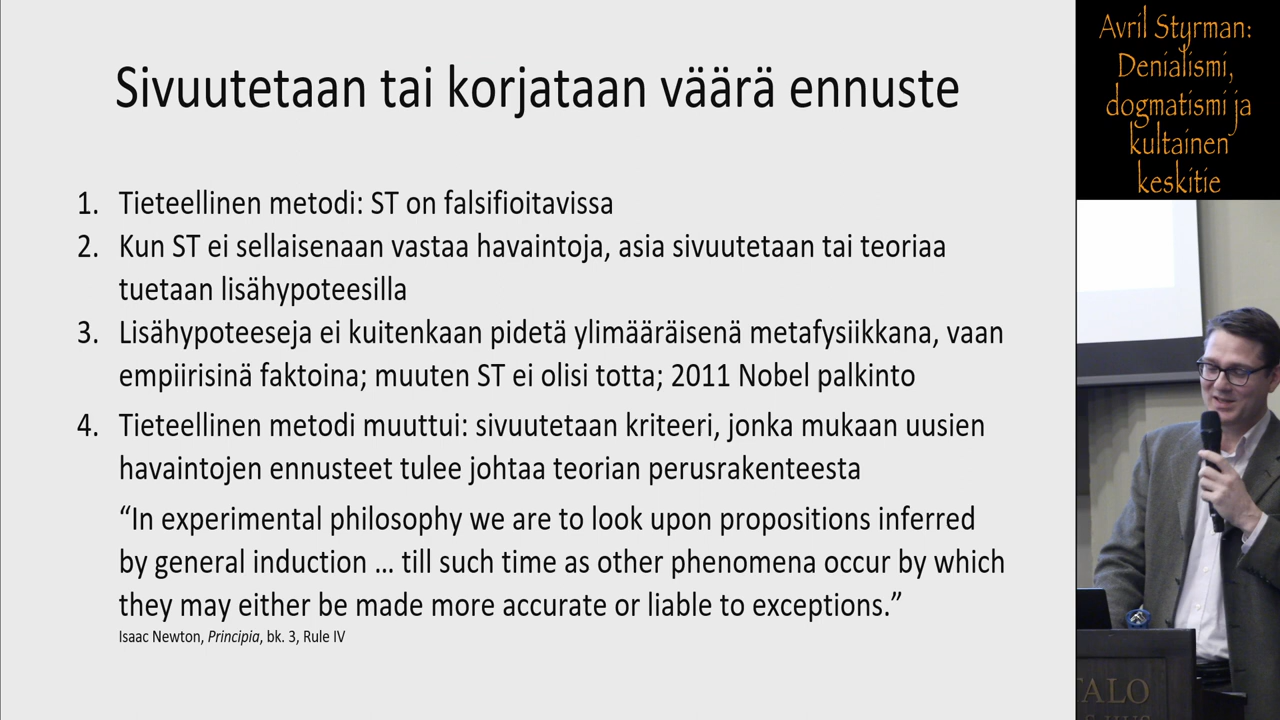 Sivuutetaan tai korjataan väärä ennuste
1. Tieteellinen metodi: ST on falsifioitavissa
2. Kun ST ei sellaisenaan vastaa havaintoja, asia sivuutetaan tai teoriaa
tuetaan lisähypoteesilla
3. Lisähypoteeseja ei kuitenkaan pidetä ylimääräisenä metafysiikkana, vaan
empiirisinä faktoina; muuten ST ei olisi totta; 2011 Nobel palkinto
4. Tieteellinen metodi muuttui: sivuutetaan kriteeri, jonka mukaan uusien
havaintojen ennusteet tulee johtaa teorian perusrakenteesta
“In experimental philosophy we are to look upon propositions inferred
by general induction ... till such time as other phenomena occur by which
they may either be made more accurate or liable to exceptions.”
Isaac Newton, Principia, bk. 3, Rule IV
Avril Styrman:
Denialismi,
dogmatismi ja
kultainen
keskitie
TALO